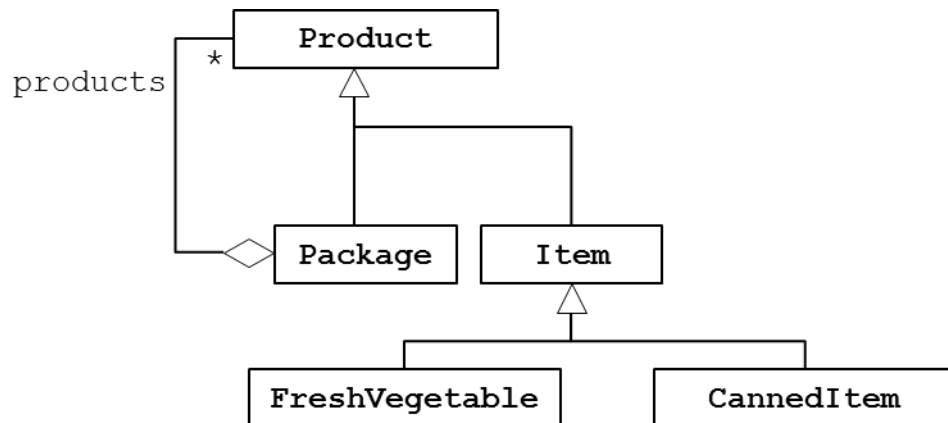 Product
*
products
Package
Item
FreshVegetable
CannedItem